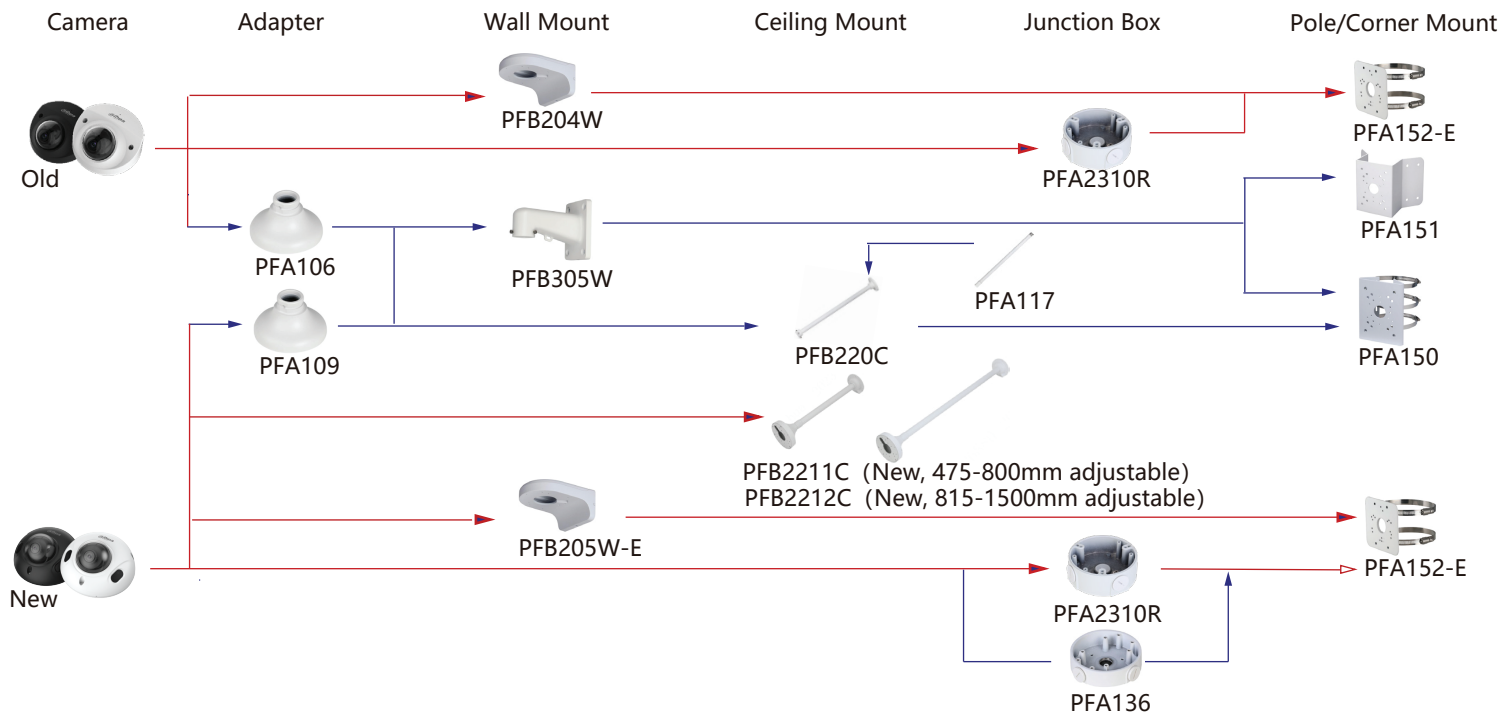 Camera
Adapter
Wall Mount
Ceiling Mount
Junction Box
Pole/Corner Mount
PFB204W
PFA152-E
Old
PFA2310R
PFA106
PFB305W
PFA151
PFA117
PFA109
PFB220C
PFA150
PFB2211C (New, 475-800mm adjustable)
PFB2212C (New, 815-1500mm adjustable)
PFB205W-E
PFA152-E
New
PFA2310R
PFA136